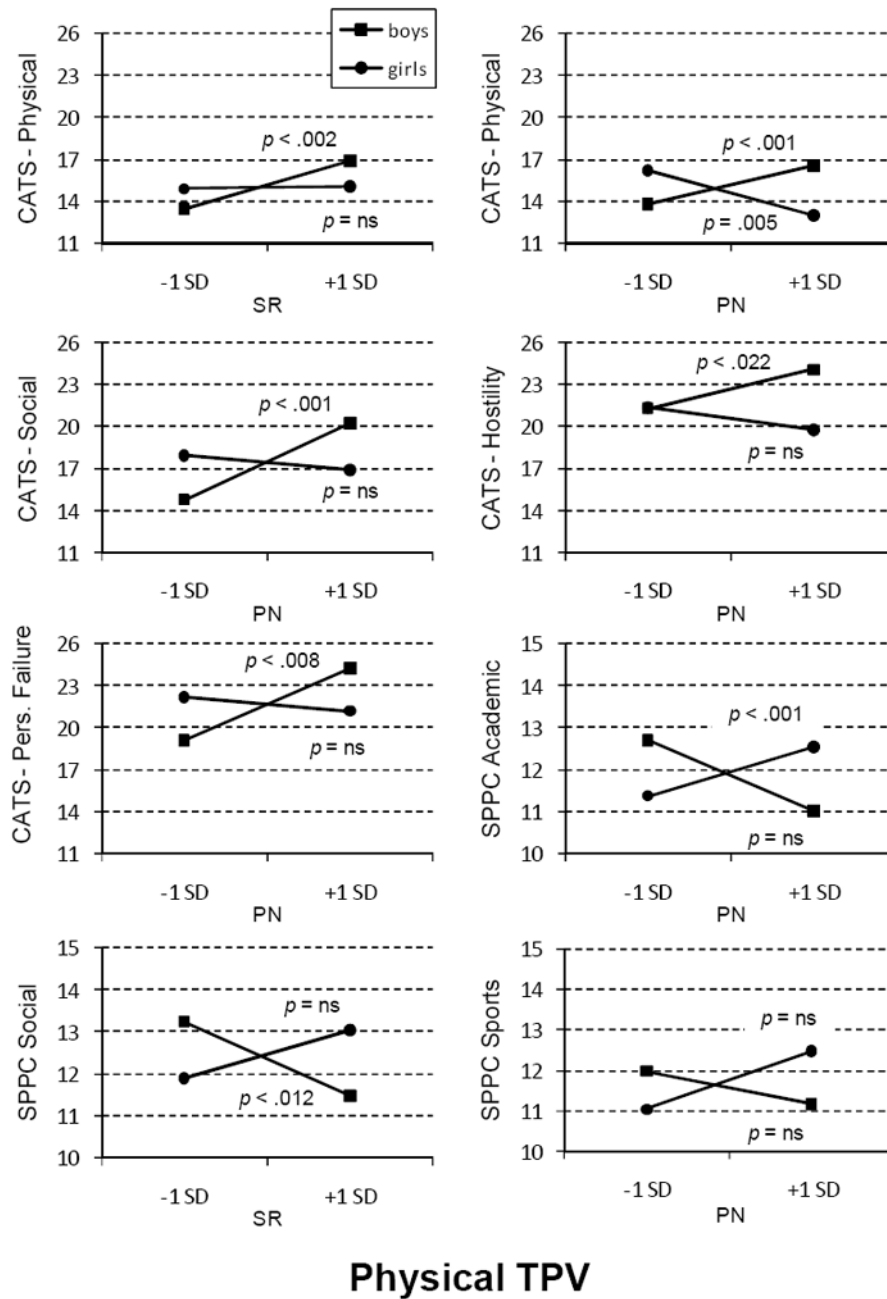 boys
girls
CATS - Physical
26
23
20
17
14
11
p < .002
p = ns
-1 SD
+1 SD
SR
CATS - Physical
26
23
20
17
14
11
p < .001
p = .005
-1 SD
+1 SD
PN
CATS - Social
26
23
20
17
14
11
p < .001
p = ns
-1 SD
+1 SD
PN
CATS - Hostility
26
23
20
17
14
11
p < .022
p = ns
-1 SD
+1 SD
PN
CATS - Pers. Failure
26
23
20
17
14
11
p < .008
p = ns
-1 SD
+1 SD
PN
SPPC Academic
15
14
13
12
11
10
p < .001
p = ns
-1 SD
+1 SD
PN
SPPC Social
15
14
13
12
11
10
p = ns
p < .012
-1 SD
+1 SD
SR
SPPC Sports
15
14
13
12
11
10
p = ns
p = ns
-1 SD
+1 SD
PN
Physical TPV